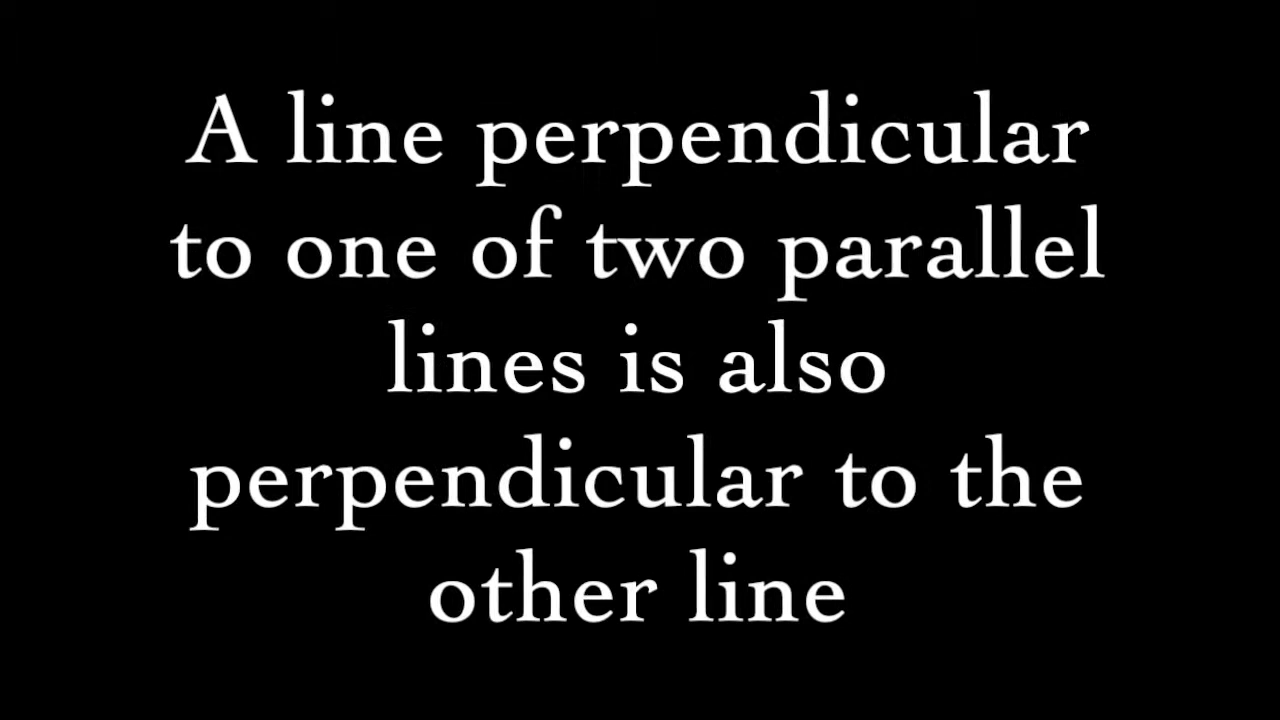 A line perpendicular
to one of two parallel
lines is also
perpendicular to the
other line